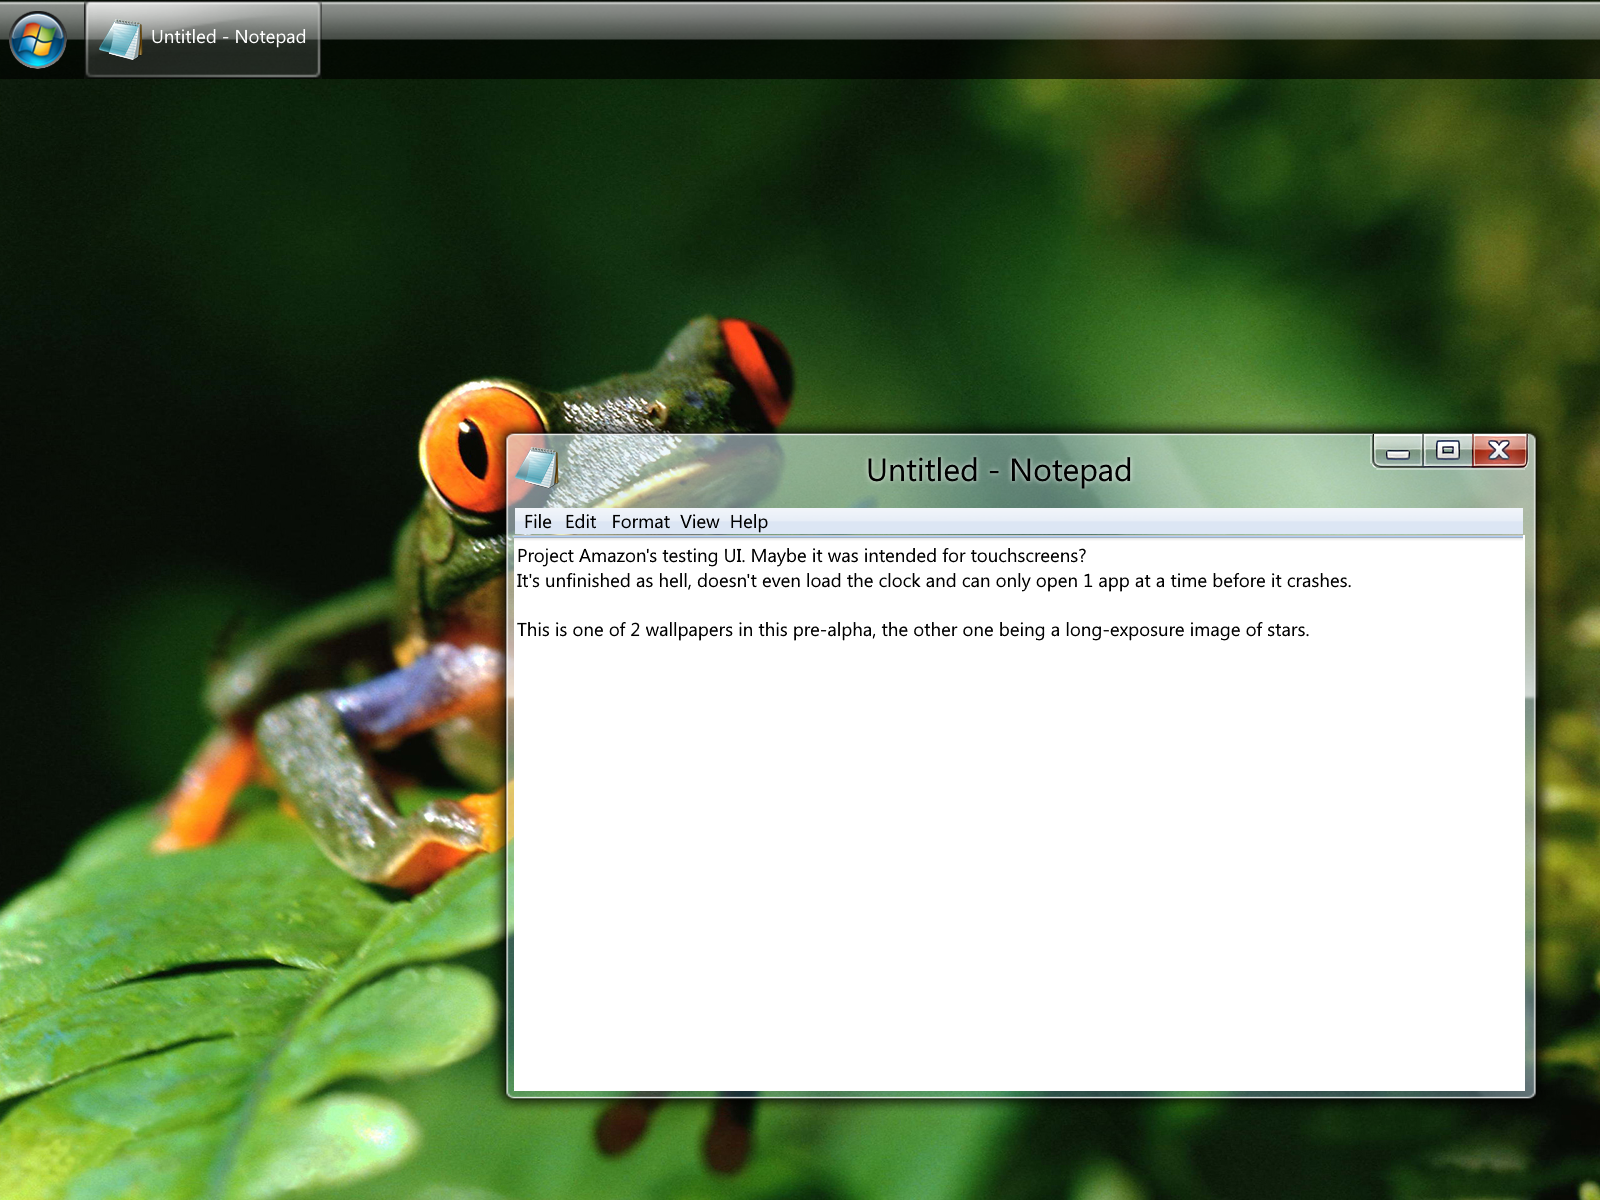 Untitled - Notepad
Untitled - Notepad
File Edit Format View Help
Project Amazon's testing UI. Maybe it was intended for touchscreens?
It's unfinished as hell, doesn't even load the clock and can only open 1 app at a time before it crashes.
This is one of 2 wallpapers in this pre-alpha, the other one being a long-exposure image of stars.